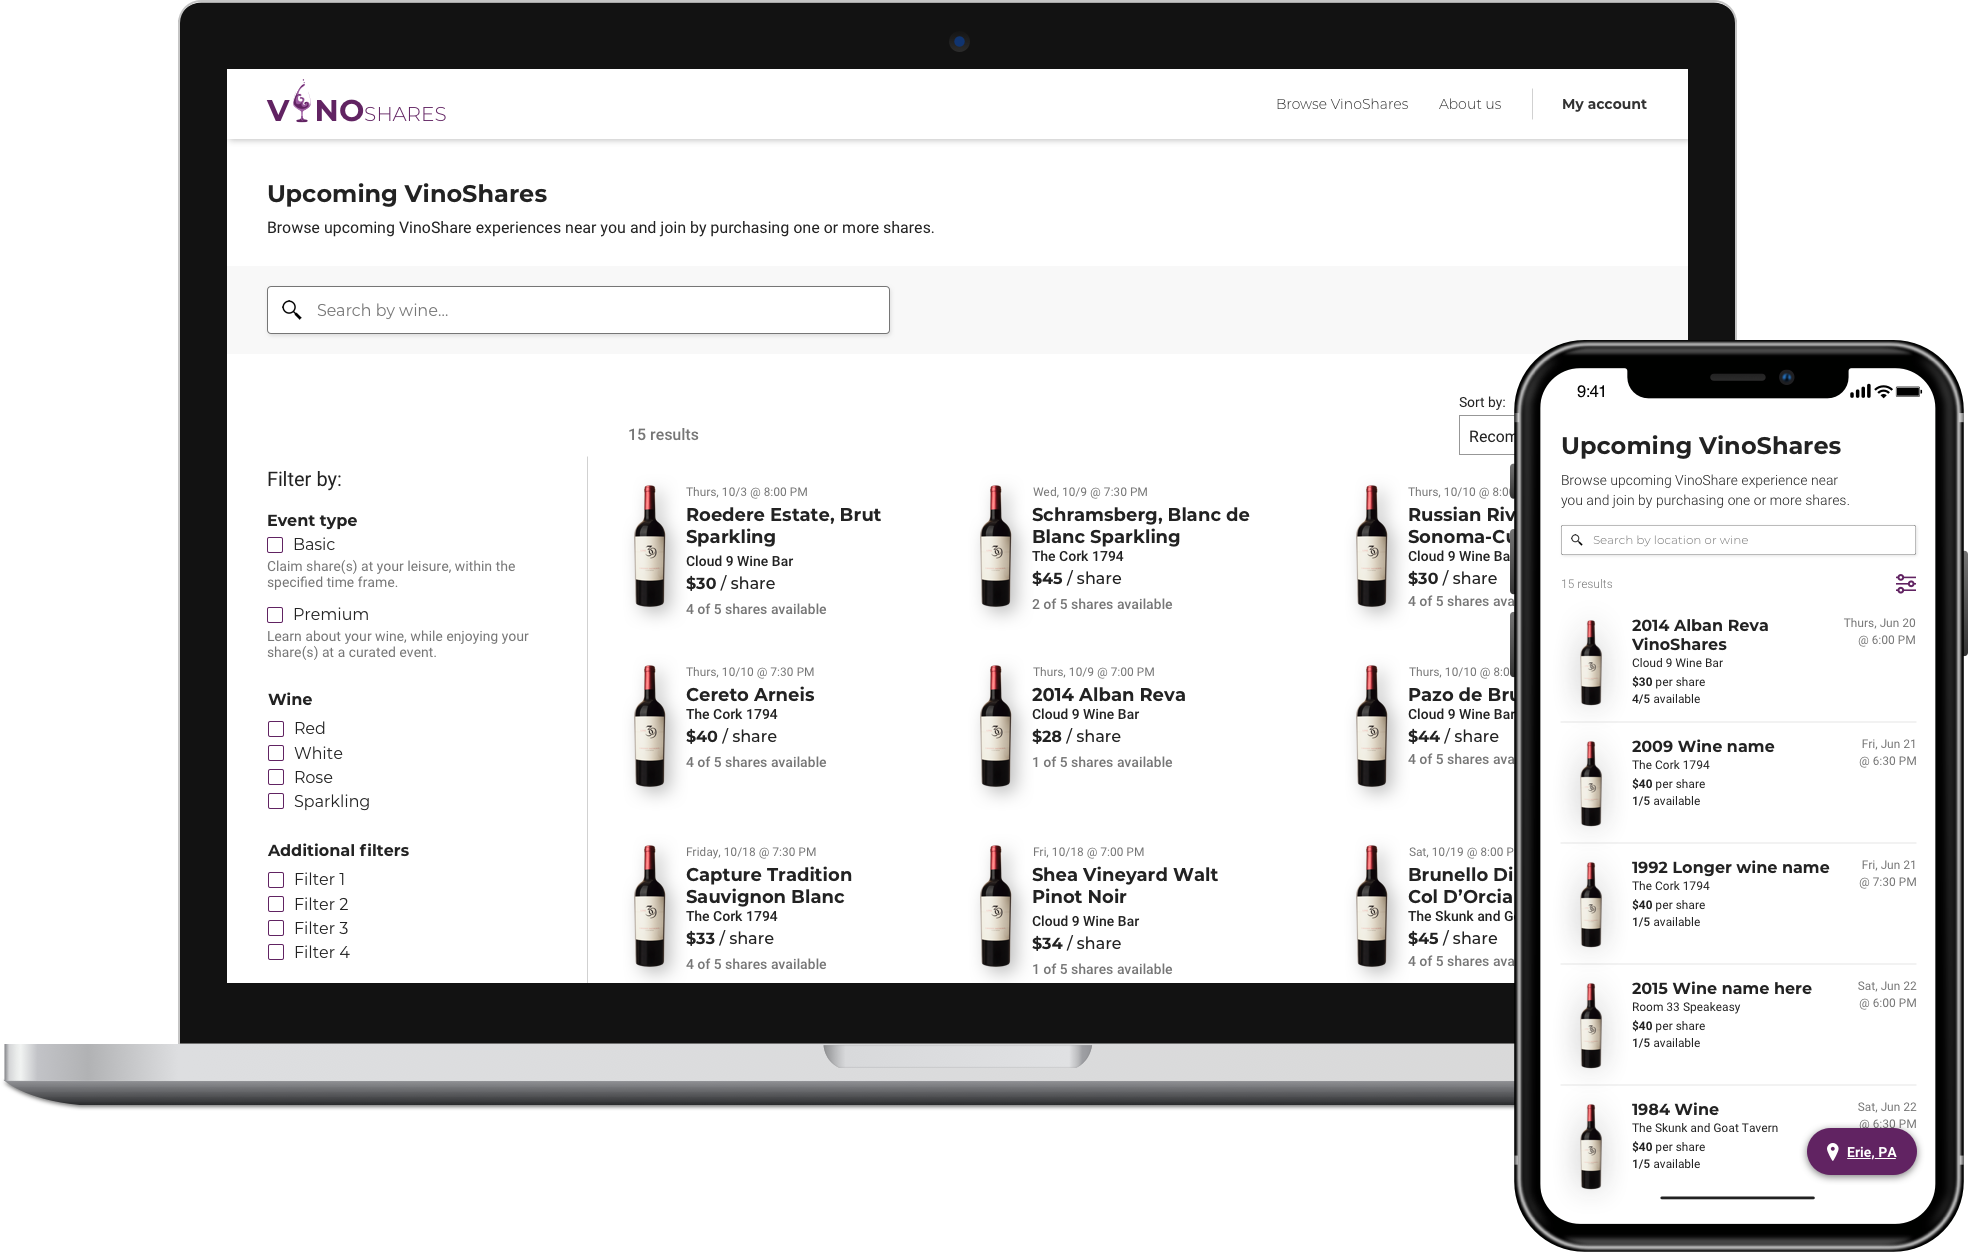 VINOSHARES
Browse VinoShares
About us
My account
Upcoming VinoShares
Browse upcoming VinoShare experiences near you and join by purchasing one or more shares.
Search by wine...
Sort by:
Recom
15 results
Filter by:
Event type
Basic
Claim share(s) at your leisure, within the
specified time frame.
Premium
Learn about your wine, while enjoying your
share(s) at a curated event.
Wine
Red
White
Rose
Sparkling
Additional filters
Filter 1
Filter 2
Filter 3
Filter 4
Thurs, 10/3 @ 8:00 PM
Roedere Estate, Brut
Sparkling
Cloud 9 Wine Bar
$30 / share
4 of 5 shares available
Wed, 10/9 @ 7:30 PM
Schramsberg, Blanc de
Blanc Sparkling
The Cork 1794
$45 / share
2 of 5 shares available
Thurs, 10/10 @ 8:0
Russian Riv
Sonoma-Cu
Cloud 9 Wine Ba
$30 / share
4 of 5 shares ava
Thurs, 10/10 @ 7:30 PM
Cereto Arneis
The Cork 1794
$40 / share
4 of 5 shares available
Thurs, 10/9 @ 7:00 PM
2014 Alban Reva
Cloud 9 Wine Bar
$28 / share
1 of 5 shares available
Thurs, 10/10 @ 8:0
Pazo de Bru
Cloud 9 Wine Bar
$44 / share
4 of 5 shares ava
Friday, 10/18 @ 7:30 PM
Capture Tradition
Sauvignon Blanc
The Cork 1794
$33 / share
4 of 5 shares available
Fri, 10/18 @ 7:00 PM
Shea Vineyard Walt
Pinot Noir
Cloud 9 Wine Bar
$34 / share
1 of 5 shares available
Sat, 10/19 @ 8:00 P
Brunello Di
Col D’Orcia
The Skunk and G
$45 / share
4 of 5 shares ava
9:41
Upcoming VinoShares
Browse upcoming VinoShare experience near
you and join by purchasing one or more shares.
Search by location or wine
15 results
2014 Alban Reva
VinoShares
Cloud 9 Wine Bar
$30 per share
4/5 available
Thurs, Jun 20
@ 6:00 PM
2009 Wine name
The Cork 1794
$40 per share
1/5 available
Fri, Jun 21
@ 6:30 PM
1992 Longer wine name
The Cork 1794
$40 per share
1/5 available
Fri, Jun 21
@ 7:30 PM
2015 Wine name here
Room 33 Speakeasy
$40 per share
1/5 available
Sat, Jun 22
@ 6:00 PM
1984 Wine
The Skunk and Goat Tavern
$40 per share
1/5 available
Sat, Jun 22
@ 6:30 PM
Erie, PA